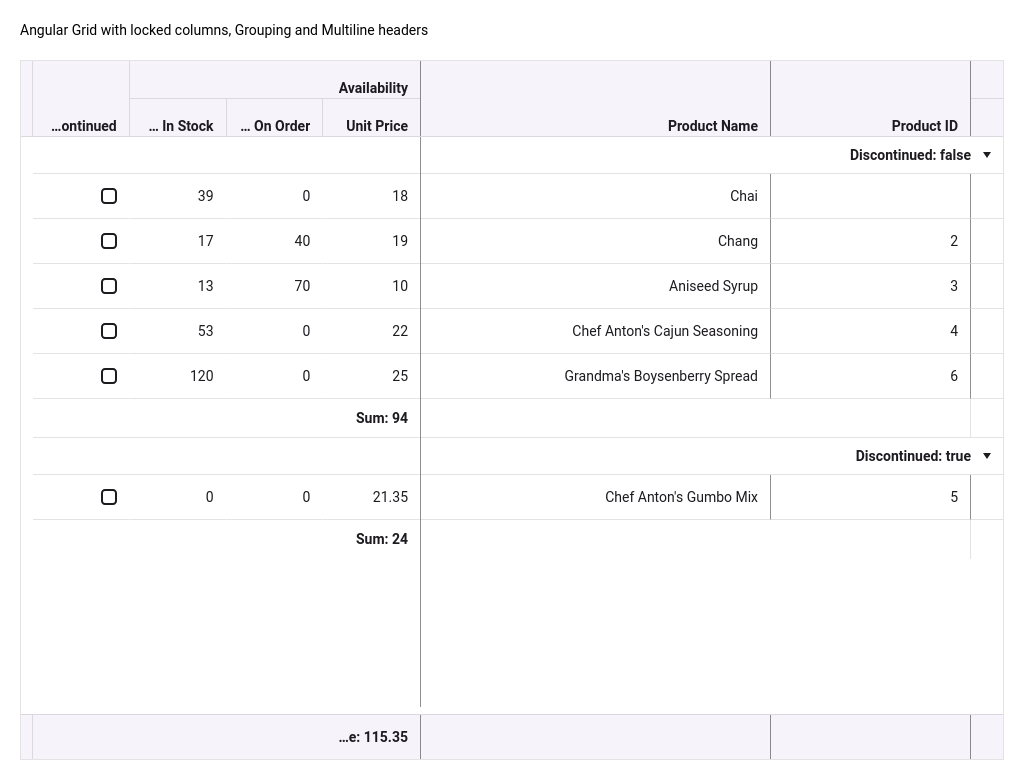 Angular Grid with locked columns, Grouping and Multiline headers
Availability
Product ID Product Name Unit Price ... On Order ... In Stock ...ontinued
Discontinued: false
Chai 18 0 39
2 Chang 19 40 17
3 Aniseed Syrup 10 70 13
4 Chef Anton's Cajun Seasoning 22 0 53
6 Grandma's Boysenberry Spread 25 0 120
Sum: 94
Discontinued: true
5 Chef Anton's Gumbo Mix 21.35 0 0
Sum: 24
...e: 115.35